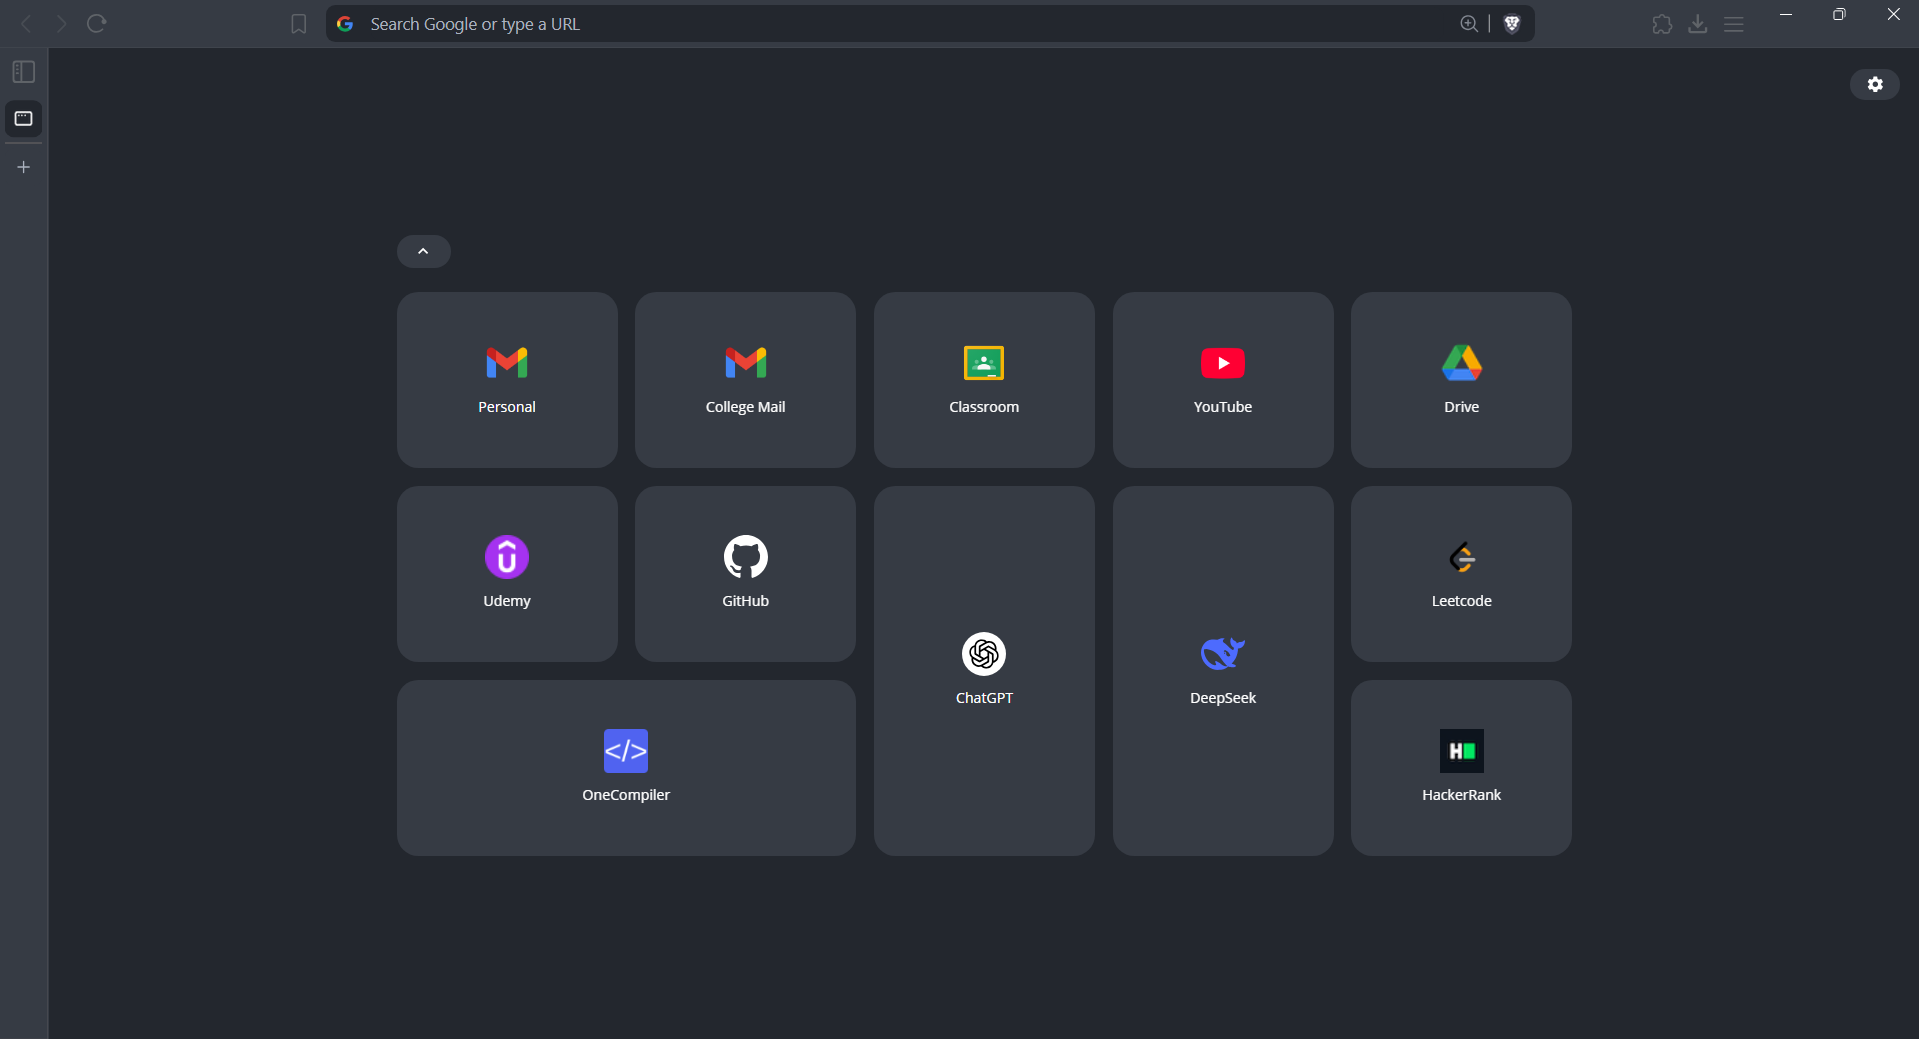 Search Google or type a URL
Personal
College Mail
Classroom
YouTube
Drive
Udemy
GitHub
ChatGPT
DeepSeek
Leetcode
OneCompiler
HackerRank